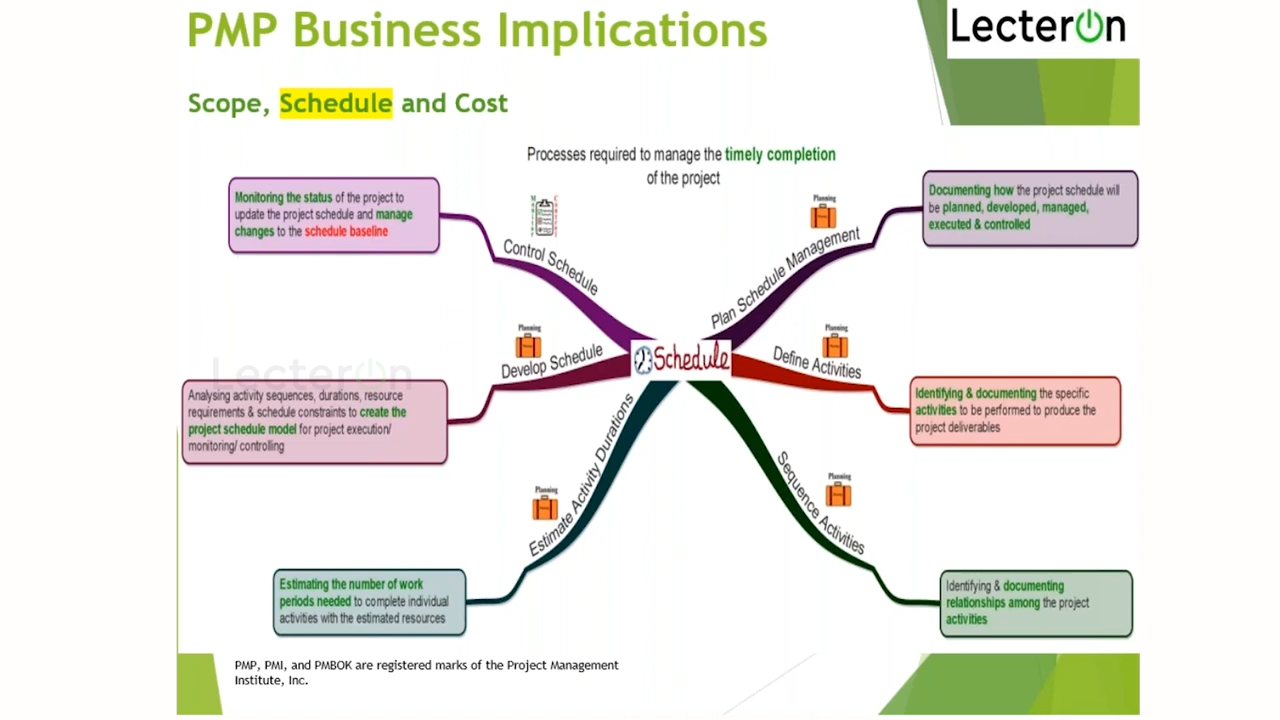 PMP Business Implications
LecterOn
Scope, Schedule and Cost
Processes required to manage the timely completion
of the project
Monitoring the status of the project to
update the project schedule and manage
changes to the schedule baseline
Control Schedule
Planning
Plan Schedule Management
Documenting how the project schedule will
be planned, developed, managed,
executed & controlled
Planning
Develop Schedule
Schedule
Planning
Define Activities
LecterOn
Analysing activity sequences, durations, resource
requirements & schedule constraints to create the
project schedule model for project execution/
monitoring/ controlling
Identifying & documenting the specific
activities to be performed to produce the
project deliverables
Planning
Estimate Activity Durations
Planning
Sequence Activities
Estimating the number of work
periods needed to complete individual
activities with the estimated resources
Identifying & documenting
relationships among the project
activities
PMP, PMI, and PMBOK are registered marks of the Project Management
Institute, Inc.